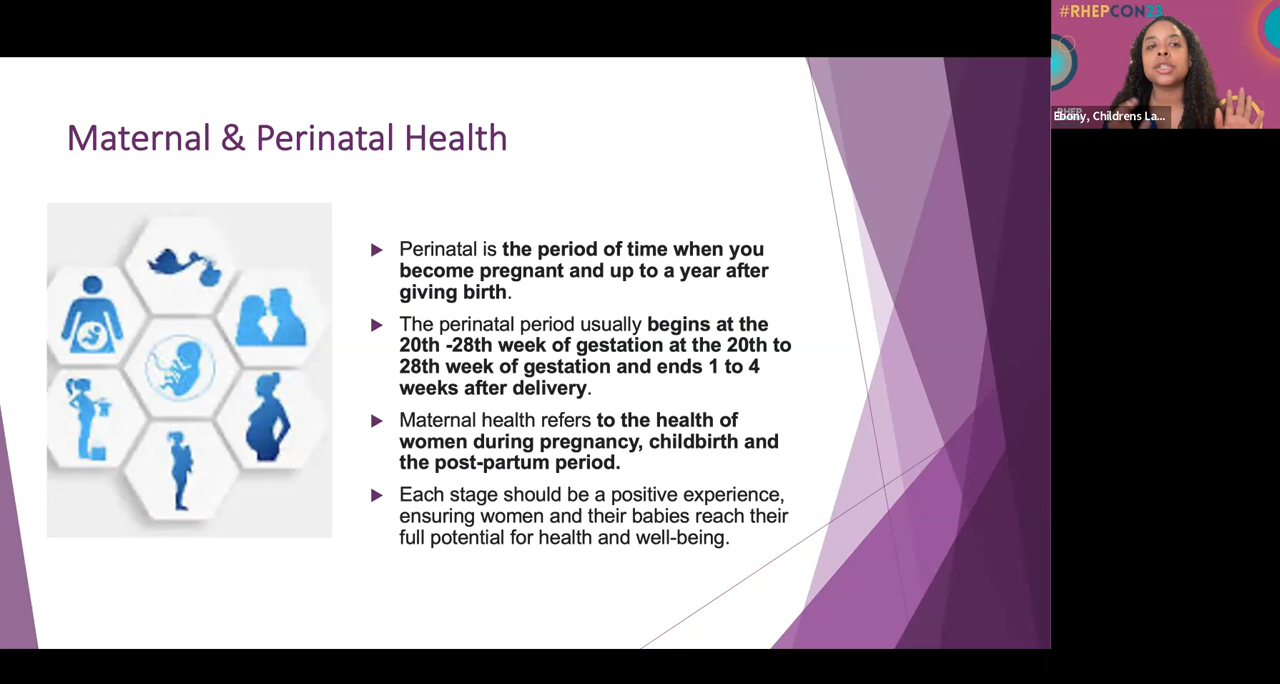 #RHEPCON23
Ebony, Childrens La...
Maternal & Perinatal Health
Perinatal is the period of time when you
become pregnant and up to a year after
giving birth.
The perinatal period usually begins at the
20th -28th week of gestation at the 20th to
28th week of gestation and ends 1 to 4
weeks after delivery.
Maternal health refers to the health of
women during pregnancy, childbirth and
the post-partum period.
Each stage should be a positive experience,
ensuring women and their babies reach their
full potential for health and well-being.